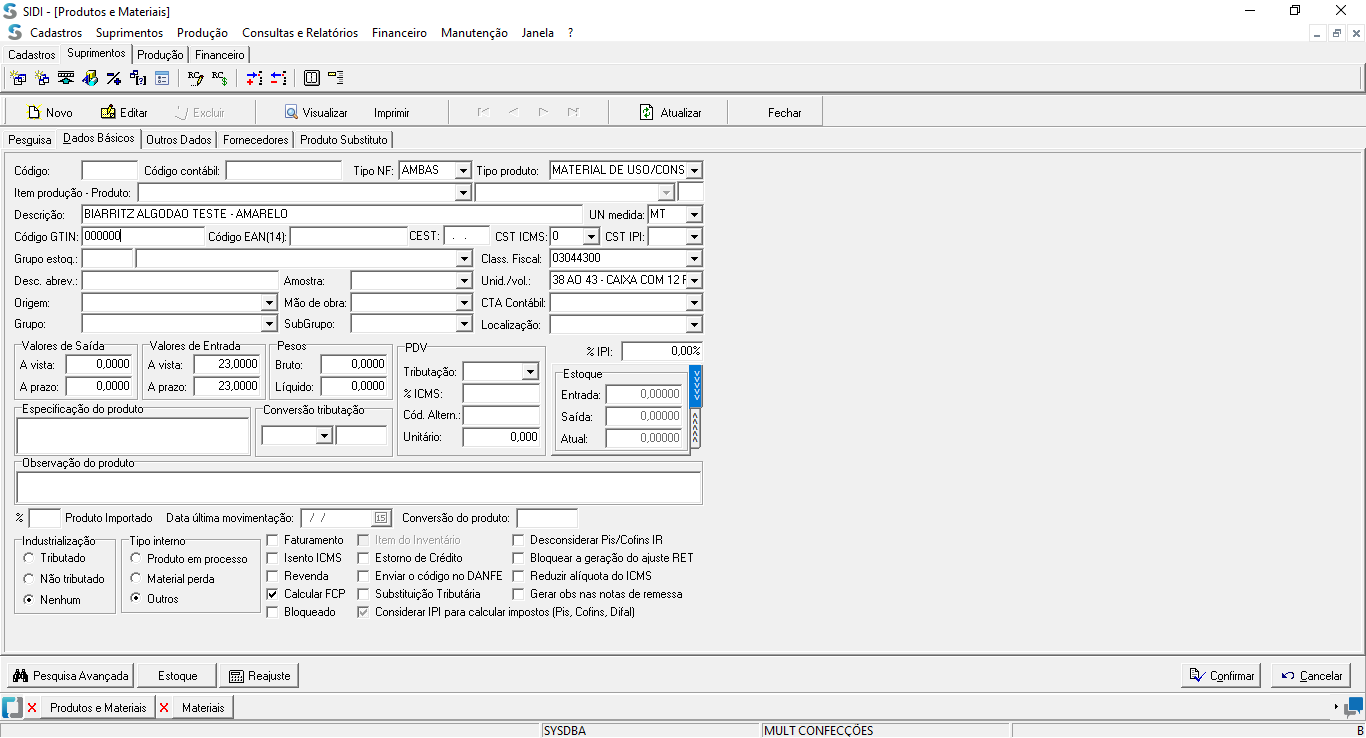 SIDI - [Produtos e Materiais]
Cadastros Suprimentos Produção Consultas e Relatórios Financeiro Manutenção Janela ?
Cadastros Suprimentos Produção Financeiro
Novo Editar Excluir Visualizar Imprimir Atualizar Fechar
Pesquisa Dados Básicos Outros Dados Fornecedores Produto Substituto
Código: Código contábil: Tipo NF: AMBAS Tipo produto: MATERIAL DE USO/CONS
Item produção - Produto:
Descrição: BIARRITZ ALGODAO TESTE - AMARELO UN medida: MT
Código GTIN: 000000 Código EAN(14): CEST: . . CST ICMS: 0 CST IPI:
Grupo estoq.: Class. Fiscal: 03044300
Desc. abrev.: Amostra: Unid./vol.: 38 AO 43 - CAIXA COM 12 F
Origem: Mão de obra: CTA Contábil:
Grupo: SubGrupo: Localização:
Valores de Saída Valores de Entrada Pesos PDV % IPI: 0,00%
A vista: 0,0000 A vista: 23,0000 Bruto: 0,0000 Tributação: Estoque
A prazo: 0,0000 A prazo: 23,0000 Líquido: 0,0000 % ICMS: Entrada: 0,00000
Especificação do produto Conversão tributação Cód. Altern.: Saída: 0,00000
Unitário: 0,000 Atual: 0,00000
Observação do produto
% Produto Importado Data última movimentação: / / 15 Conversão do produto:
Industrialização Tipo interno Faturamento Item do Inventário Desconsiderar Pis/Cofins IR
Tributado Produto em processo Isento ICMS Estorno de Crédito Bloquear a geração do ajuste RET
Não tributado Material perda Revenda Enviar o código no DANFE Reduzir alíquota do ICMS
Nenhum Outros Calcular FCP Substituição Tributária Gerar obs nas notas de remessa
Bloqueado Considerar IPI para calcular impostos (Pis, Cofins, Difal)
Pesquisa Avançada Estoque Reajuste Confirmar Cancelar
Produtos e Materiais Materiais
SYSDBA MULT CONFECÇÕES B